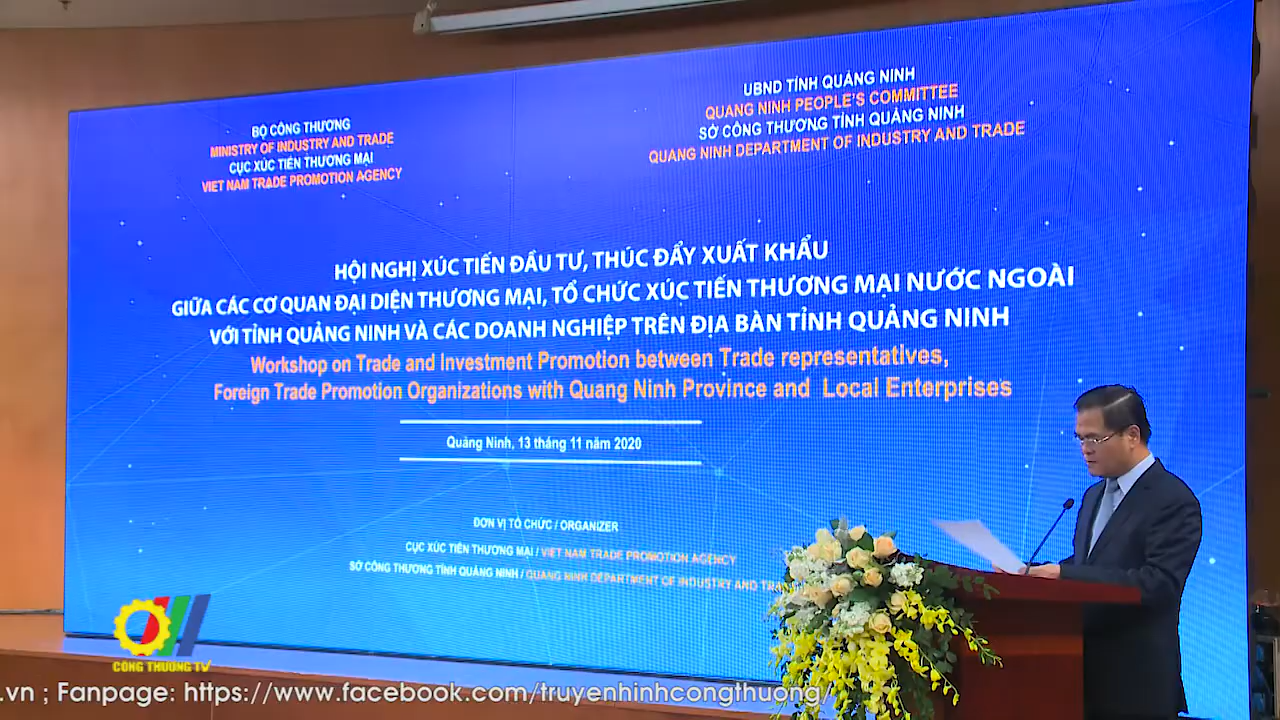 BỘ CÔNG THƯƠNG
MINISTRY OF INDUSTRY AND TRADE
CỤC XÚC TIẾN THƯƠNG MẠI
VIET NAM TRADE PROMOTION AGENCY
UBND TỈNH QUẢNG NINH
QUANG NINH PEOPLE'S COMMITTEE
SỞ CÔNG THƯƠNG TỈNH QUẢNG NINH
QUANG NINH DEPARTMENT OF INDUSTRY AND TRADE
HỘI NGHỊ XÚC TIẾN ĐẦU TƯ, THÚC ĐẨY XUẤT KHẨU
GIỮA CÁC CƠ QUAN ĐẠI DIỆN THƯƠNG MẠI, TỔ CHỨC XÚC TIẾN THƯƠNG MẠI NƯỚC NGOÀI
VỚI TỈNH QUẢNG NINH VÀ CÁC DOANH NGHIỆP TRÊN ĐỊA BÀN TỈNH QUẢNG NINH
Workshop on Trade and Investment Promotion between Trade representatives,
Foreign Trade Promotion Organizations with Quang Ninh Province and Local Enterprises
Quảng Ninh, 13 tháng 11 năm 2020
ĐƠN VỊ TỔ CHỨC / ORGANIZER
CỤC XÚC TIẾN THƯƠNG MẠI / VIET NAM TRADE PROMOTION AGENCY
SỞ CÔNG THƯƠNG TỈNH QUẢNG NINH / QUANG NINH DEPARTMENT OF INDUSTRY AND
CÔNG THƯƠNG TV
.vn ; Fanpage: https://www.facebook.com/truyenhinhcongthuong/